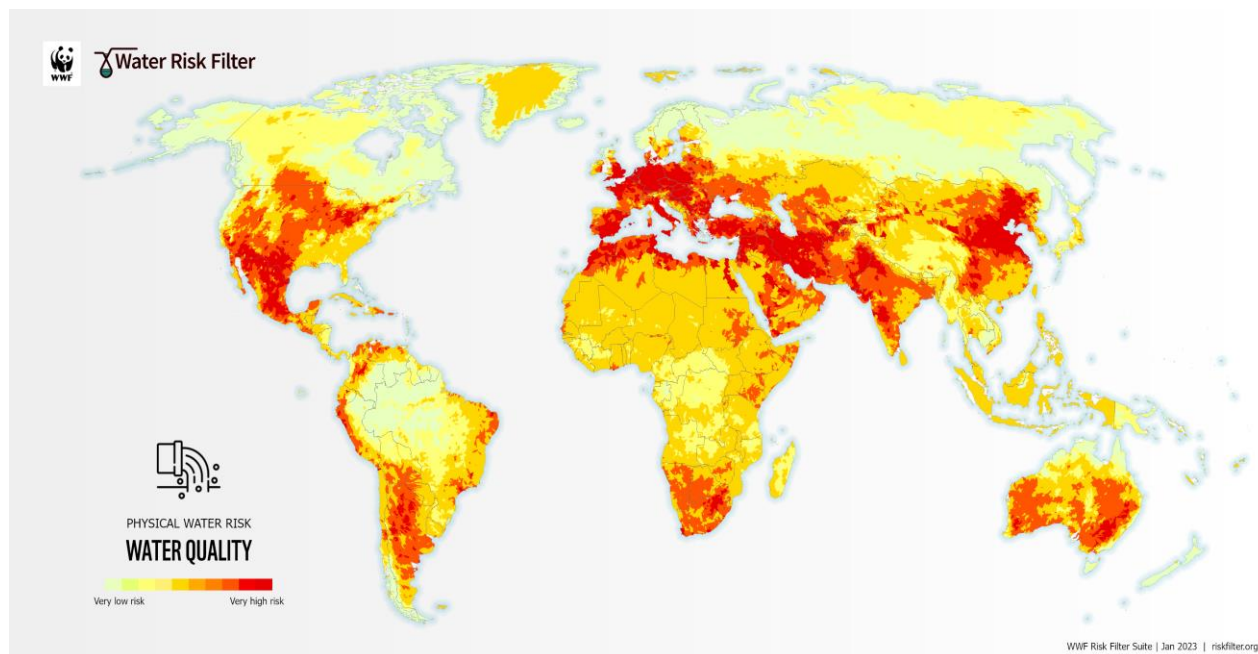 WWF
Water Risk Filter
PHYSICAL WATER RISK
WATER QUALITY
Very low risk
Very high risk
WWF Risk Filter Suite | Jan 2023 | riskfilter.org